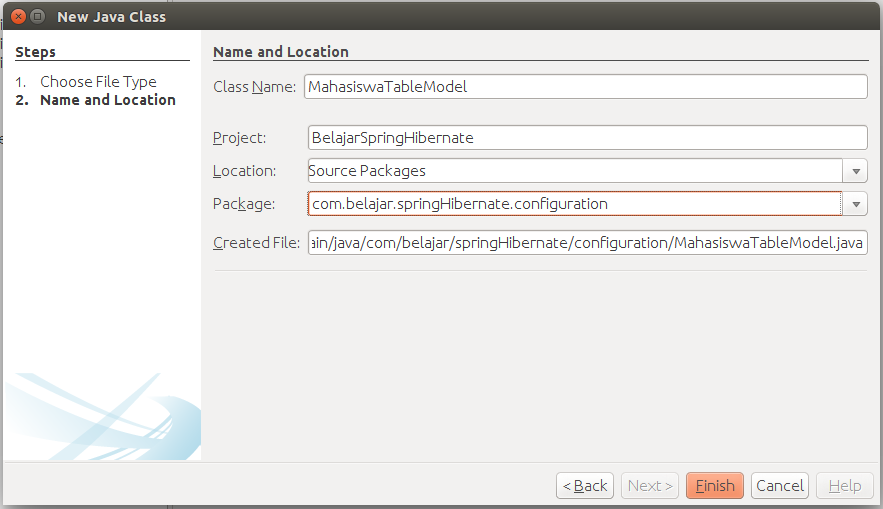 New Java Class
Steps
1. Choose File Type
2. Name and Location
Name and Location
Class Name: MahasiswaTableModel
Project: BelajarSpringHibernate
Location: Source Packages
Package: com.belajar.springHibernate.configuration
Created File: ain/java/com/belajar/springHibernate/configuration/MahasiswaTableModel.java
< Back Next > Finish Cancel Help